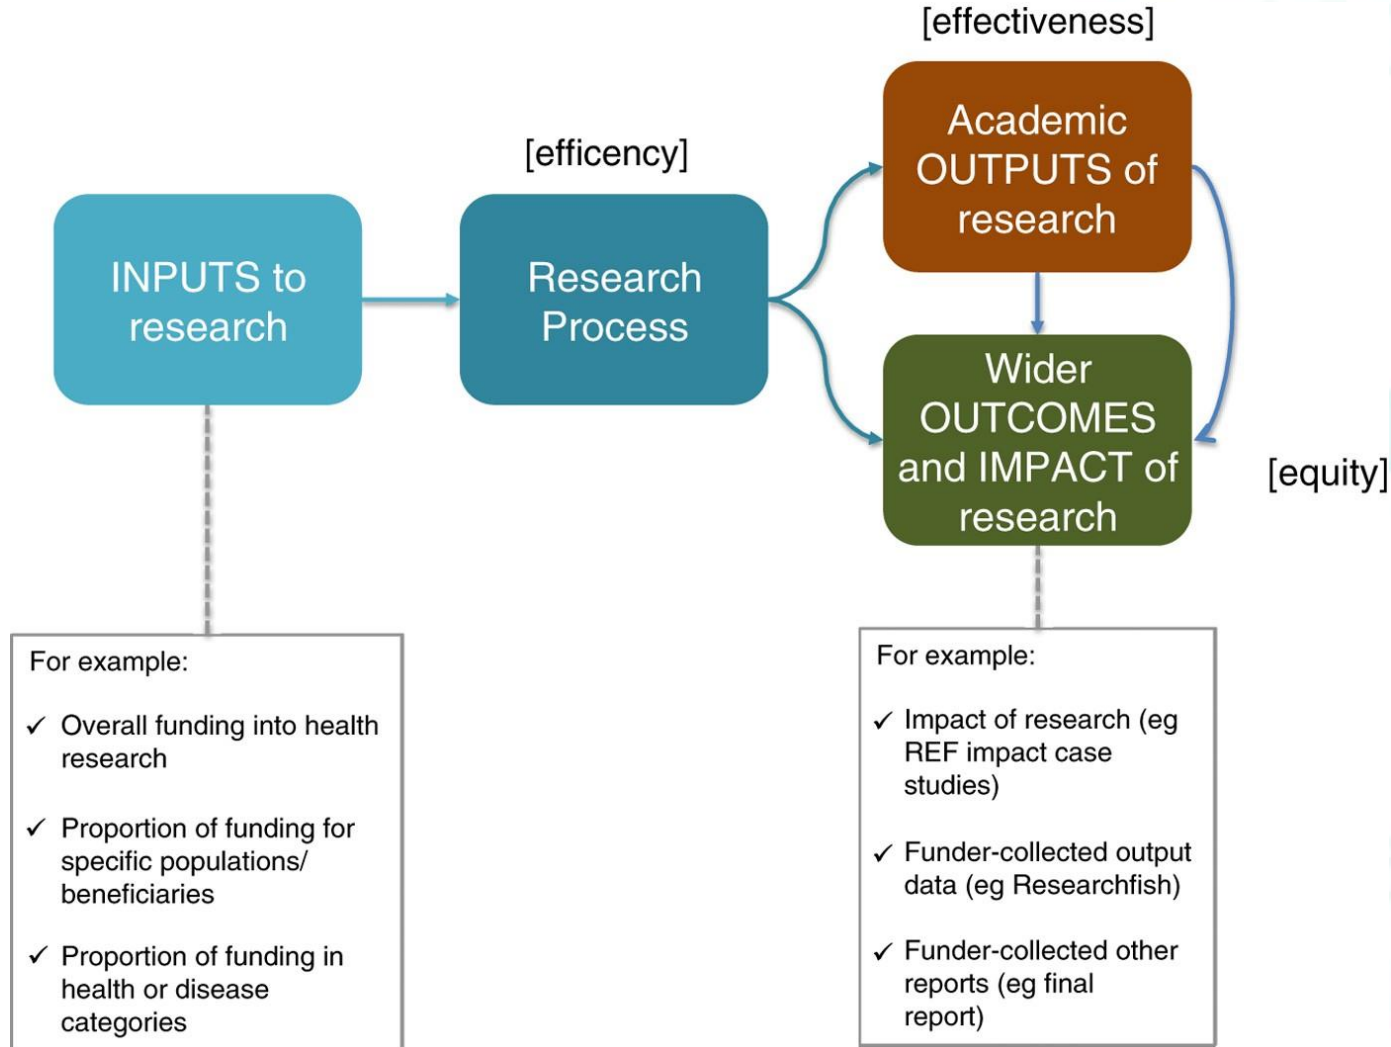 [effectiveness]
Academic
OUTPUTS of
research
[efficency]
INPUTS to
research
Research
Process
Wider
OUTCOMES
and IMPACT of
research
[equity]
For example:
✓ Overall funding into health
research
✓ Proportion of funding for
specific populations/
beneficiaries
✓ Proportion of funding in
health or disease
categories
For example:
✓ Impact of research (eg
REF impact case
studies)
✓ Funder-collected output
data (eg Researchfish)
✓ Funder-collected other
reports (eg final
report)